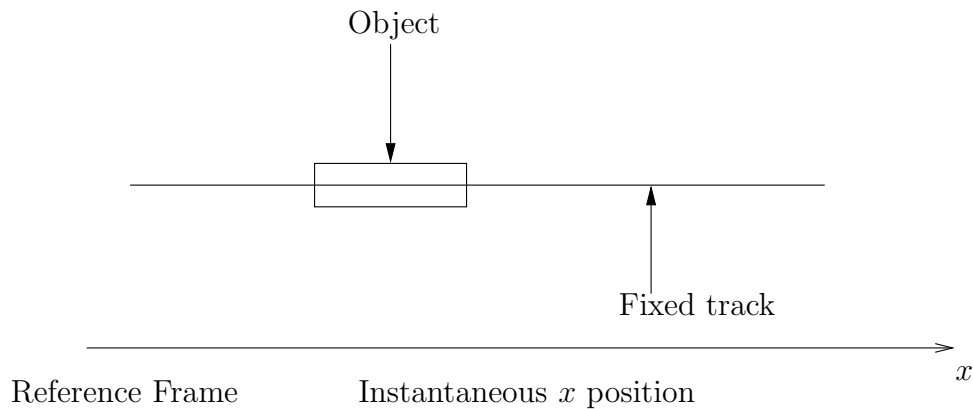 Object
Fixed track
x
Reference Frame
Instantaneous x position